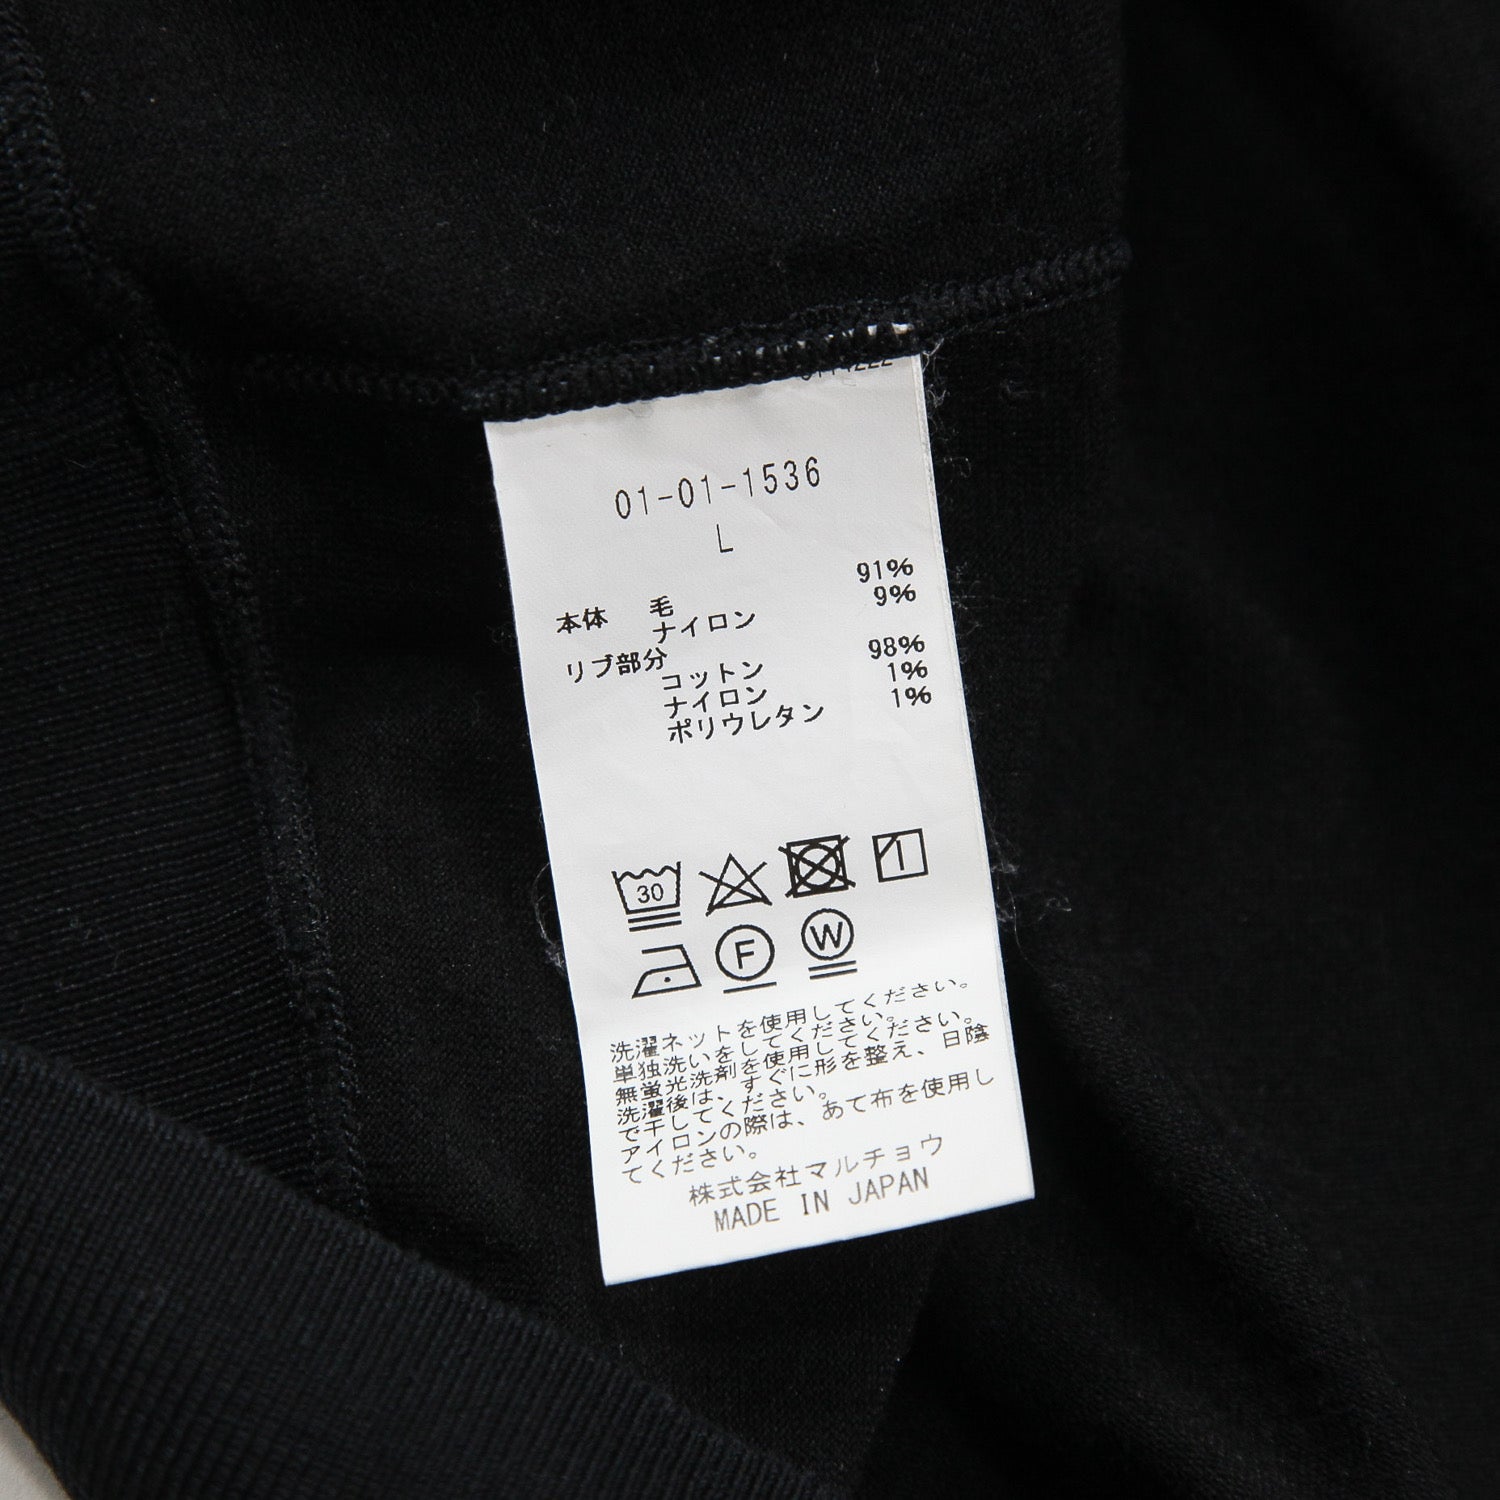 01-01-1536
L
本体 毛 91%
ナイロン 9%
リブ部分
コットン 98%
ナイロン 1%
ポリウレタン 1%
30
F
W
洗濯ネットを使用してください。
単独洗いをしてください。
無蛍光洗剤を使用してください。
洗濯後は、すぐに形を整え、日陰
で干してください。
アイロンの際は、あて布を使用し
てください。
株式会社マルチョウ
MADE IN JAPAN